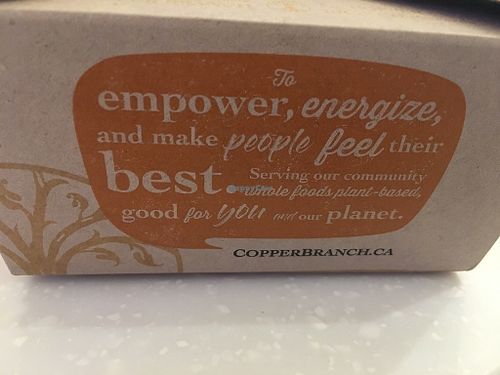 To
empower, energize,
and make people feel their
best. Serving our community
whole foods plant-based,
good for you and our planet.
COPPERBRANCH.CA